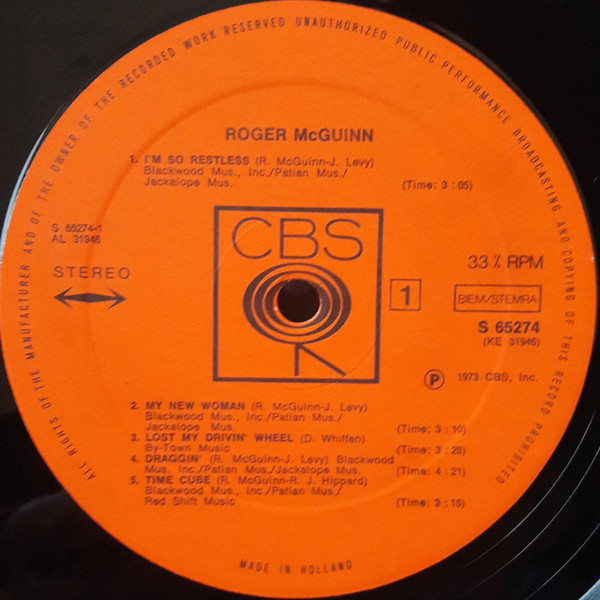 ALL RIGHTS OF THE MANUFACTURER AND OF THE OWNER OF THE RECORDED WORK RESERVED UNAUTHORIZED PUBLIC PERFORMANCE BROADCASTING AND COPYING OF THIS RECORD PROHIBITED
ROGER McGUINN
1. I'M SO RESTLESS (R. McGuinn-J. Levy)
Blackwood Mus., Inc./Patian Mus./
Jackalope Mus. (Time: 3 : 05)
S 65274-1
AL 31946
STEREO
CBS
1
33⅓ RPM
BIEM/STEMRA
S 65274
(KE 31946)
℗ 1973 CBS, Inc.
2. MY NEW WOMAN (R. McGuinn-J. Levy)
Blackwood Mus., Inc./Patian Mus./
Jackalope Mus. (Time: 3 : 10)
3. LOST MY DRIVIN' WHEEL (D. Whiffen)
By-Town Music (Time: 3 : 28)
4. DRAGGIN' (R. McGuinn-J. Levy) Blackwood
Mus. Inc./Patian Mus./Jackalope Mus. (Time: 4 : 21)
5. TIME CUBE (R. McGuinn-R. J. Hippard)
Blackwood Mus., Inc./Patian Mus./
Red Shift Music (Time: 3 : 15)
MADE IN HOLLAND